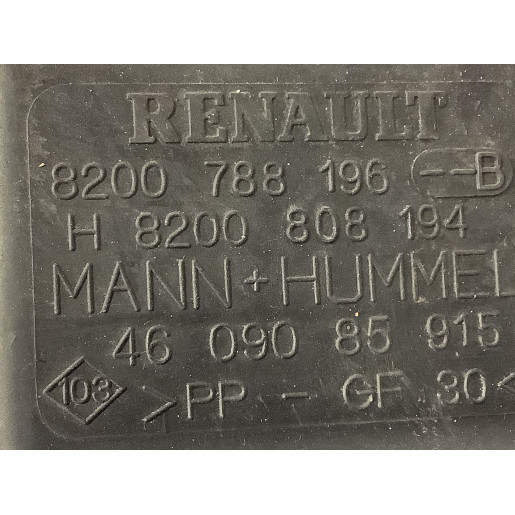 RENAULT
8200 788 196 --B
H 8200 808 194
MANN+HUMMEL
46 090 85 915
103 >PP - GF 30<